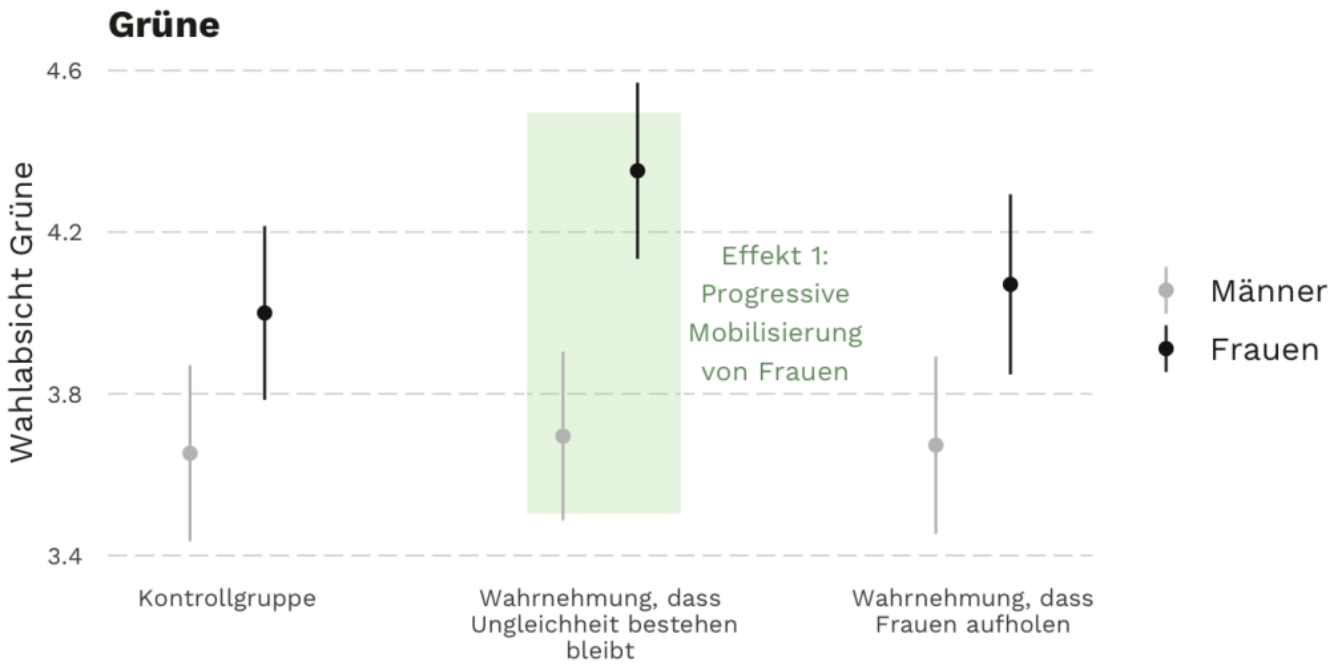 Grüne
4.6
4.2
3.8
3.4
Wahlabsicht Grüne
Effekt 1:
Progressive
Mobilisierung
von Frauen
Männer
Frauen
Kontrollgruppe
Wahrnehmung, dass
Ungleichheit bestehen
bleibt
Wahrnehmung, dass
Frauen aufholen